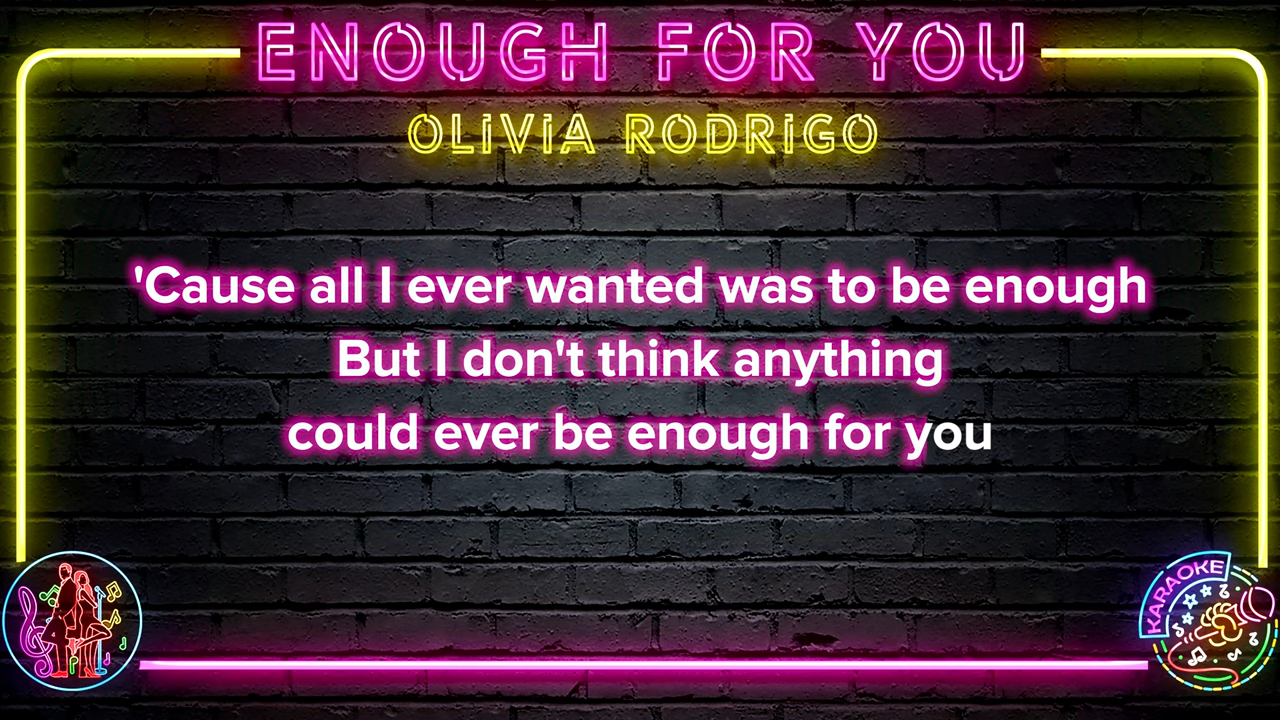 ENOUGH FOR YOU
OLiViA RODRiGO
'Cause all I ever wanted was to be enough
But I don't think anything
could ever be enough for you
KARAOKE